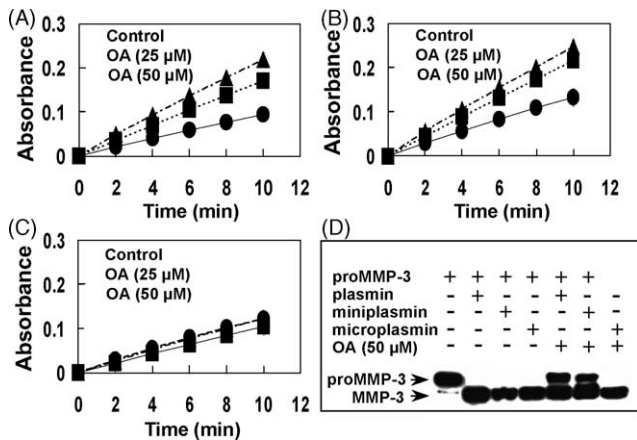 (A)
Absorbance
0.3
0.2
0.1
0
Control
OA (25 µM)
OA (50 µM)
0 2 4 6 8 10 12
Time (min)
(B)
Absorbance
0.3
0.2
0.1
0
Control
OA (25 µM)
OA (50 µM)
0 2 4 6 8 10 12
Time (min)
(C)
Absorbance
0.3
0.2
0.1
0
Control
OA (25 µM)
OA (50 µM)
0 2 4 6 8 10 12
Time (min)
(D)
proMMP-3 + + + + + +
plasmin - + - - + - -
miniplasmin - - + - - + -
microplasmin - - - + - - +
OA (50 µM) - - - - + + +
proMMP-3
MMP-3